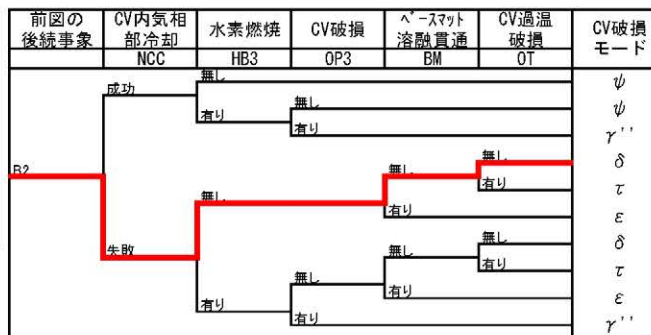 前図の
後続事象
CV内気相
部冷却
水素燃焼
CV破損
ベースマット
溶融貫通
CV過温
破損
CV破損
モード
NCC
HB3
OP3
BM
OT
成功
無し
ψ
有り
無し
ψ
有り
γ''
B2
失敗
無し
無し
無し
δ
有り
τ
有り
ε
有り
無し
無し
無し
δ
有り
τ
有り
ε
有り
γ''